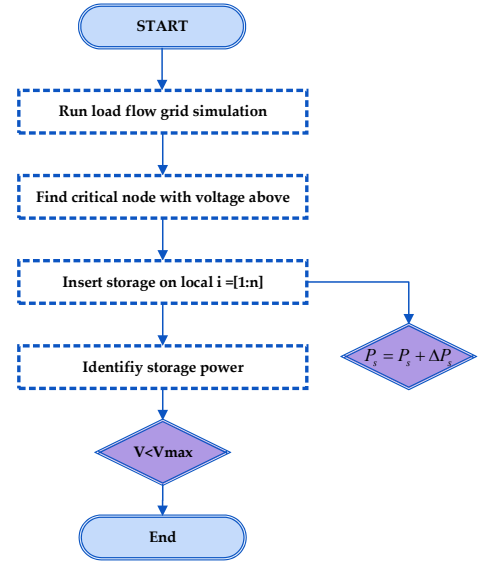 START
Run load flow grid simulation
Find critical node with voltage above
Insert storage on local i =[1:n]
P_s = P_s + ΔP_s
Identifiy storage power
V<Vmax
End